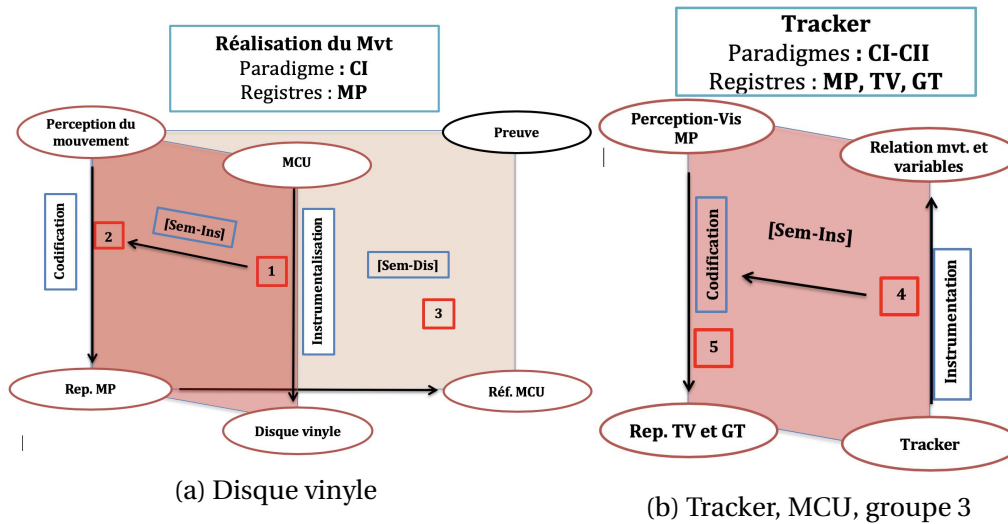 Réalisation du Mvt
Paradigme : CI
Registres : MP
Perception du
mouvement
MCU
Preuve
Codification
2
[Sem-Ins]
1
Instrumentalisation
[Sem-Dis]
3
Rep. MP
Réf. MCU
Disque vinyle
(a) Disque vinyle
Tracker
Paradigmes : CI-CII
Registres : MP, TV, GT
Perception-Vis
MP
Relation mvt. et
variables
Codification
[Sem-Ins]
4
5
Instrumentation
Rep. TV et GT
Tracker
(b) Tracker, MCU, groupe 3